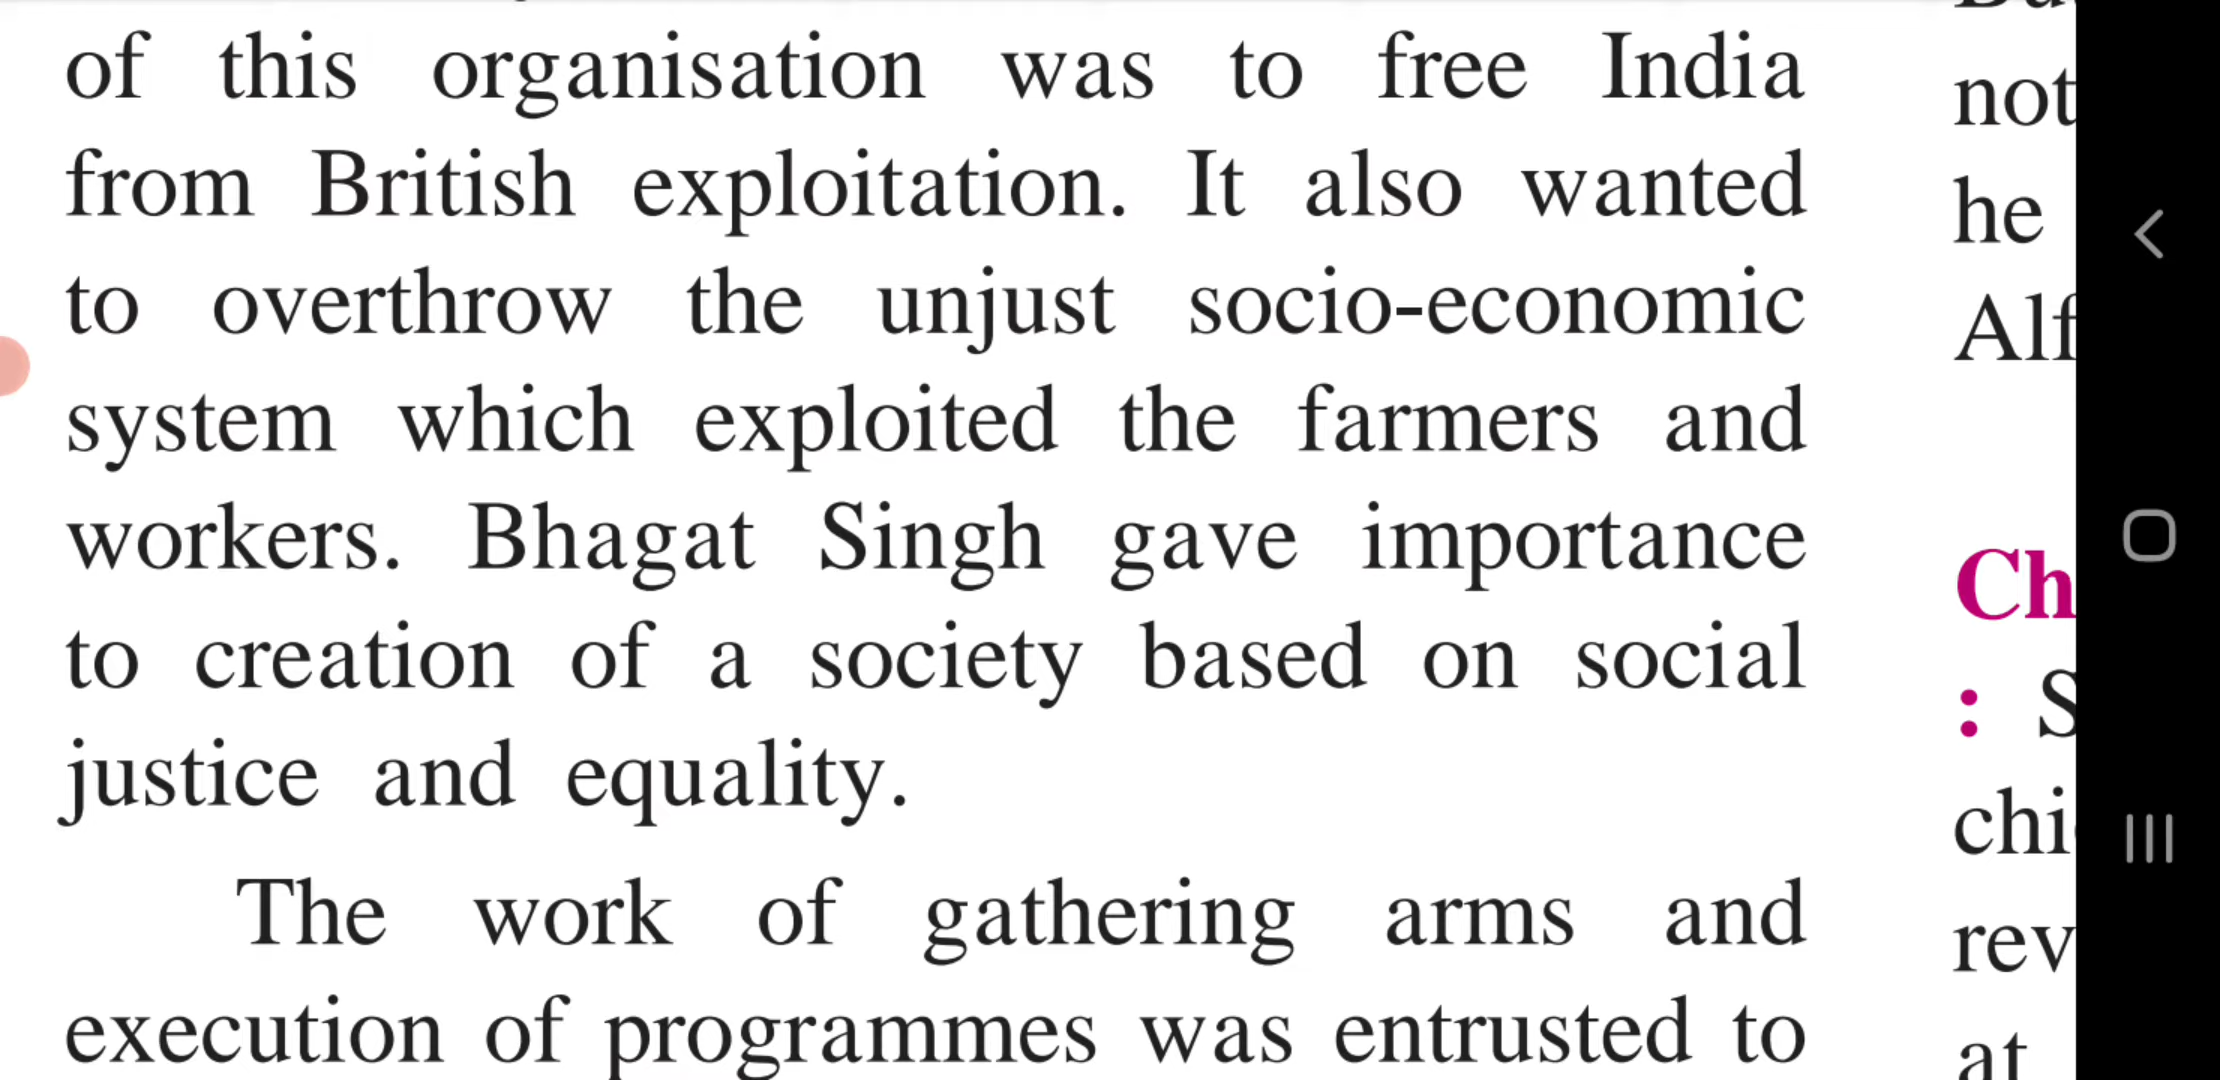 of this organisation was to free India
from British exploitation. It also wanted
to overthrow the unjust socio-economic
system which exploited the farmers and
workers. Bhagat Singh gave importance
to creation of a society based on social
justice and equality.
The work of gathering arms and
execution of programmes was entrusted to
not
he
Alf
Ch
: S
chi
rev
at